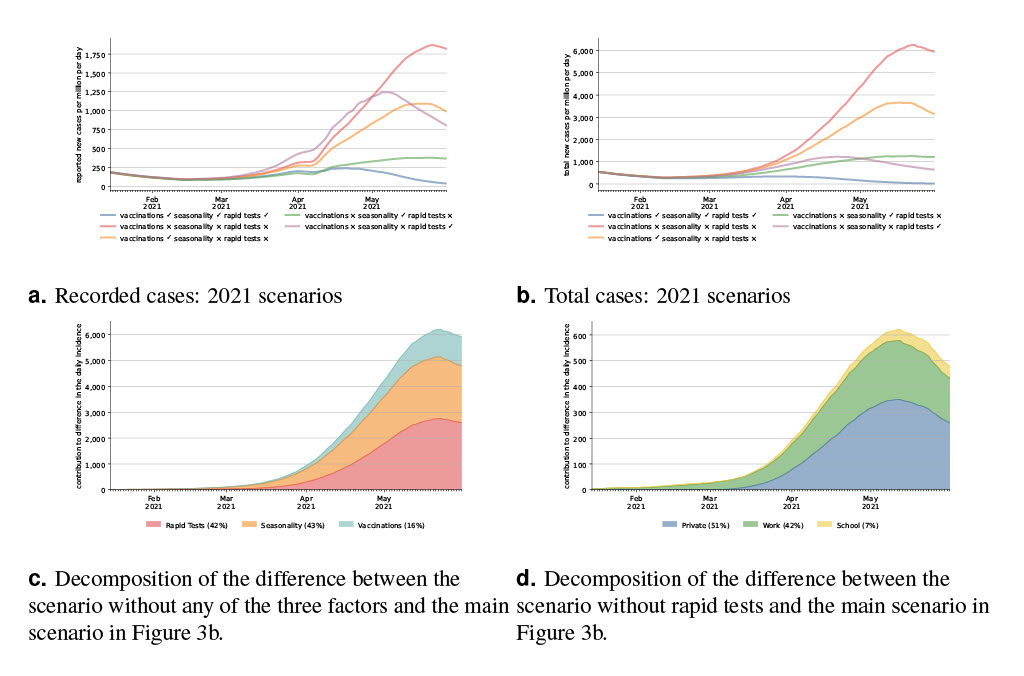 reported new cases per million per day
1,750
1,500
1,250
1,000
750
500
250
0
Feb
2021
Mar
2021
Apr
2021
May
2021
vaccinations ✓ seasonality ✓ rapid tests ✓
vaccinations × seasonality ✓ rapid tests ×
vaccinations × seasonality × rapid tests ×
vaccinations × seasonality × rapid tests ✓
vaccinations ✓ seasonality × rapid tests ×
total new cases per million per day
6,000
5,000
4,000
3,000
2,000
1,000
0
Feb
2021
Mar
2021
Apr
2021
May
2021
vaccinations ✓ seasonality ✓ rapid tests ✓
vaccinations × seasonality ✓ rapid tests ×
vaccinations × seasonality × rapid tests ×
vaccinations × seasonality × rapid tests ✓
vaccinations ✓ seasonality × rapid tests ×
a. Recorded cases: 2021 scenarios
b. Total cases: 2021 scenarios
contribution to difference in the daily incidence
6,000
5,000
4,000
3,000
2,000
1,000
0
Feb
2021
Mar
2021
Apr
2021
May
2021
Rapid Tests (42%)
Seasonality (43%)
Vaccinations (16%)
contribution to difference in the daily incidence
600
500
400
300
200
100
0
Feb
2021
Mar
2021
Apr
2021
May
2021
Private (51%)
Work (42%)
School (7%)
c. Decomposition of the difference between the
scenario without any of the three factors and the main
scenario in Figure 3b.
d. Decomposition of the difference between the
scenario without rapid tests and the main scenario in
Figure 3b.